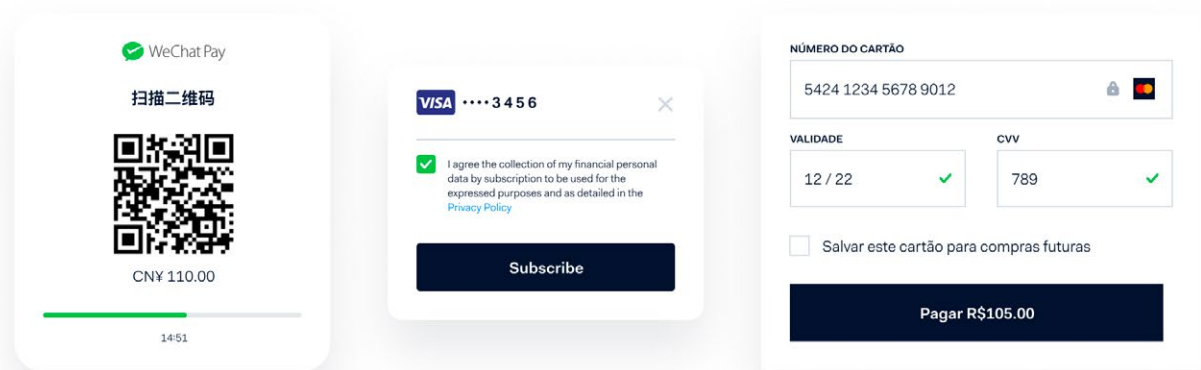 WeChat Pay
扫描二维码
CN¥ 110.00
14:51
VISA ····3456
I agree the collection of my financial personal
data by subscription to be used for the
expressed purposes and as detailed in the
Privacy Policy
Subscribe
NÚMERO DO CARTÃO
5424 1234 5678 9012
VALIDADE
CVV
12 / 22
789
Salvar este cartão para compras futuras
Pagar R$105.00